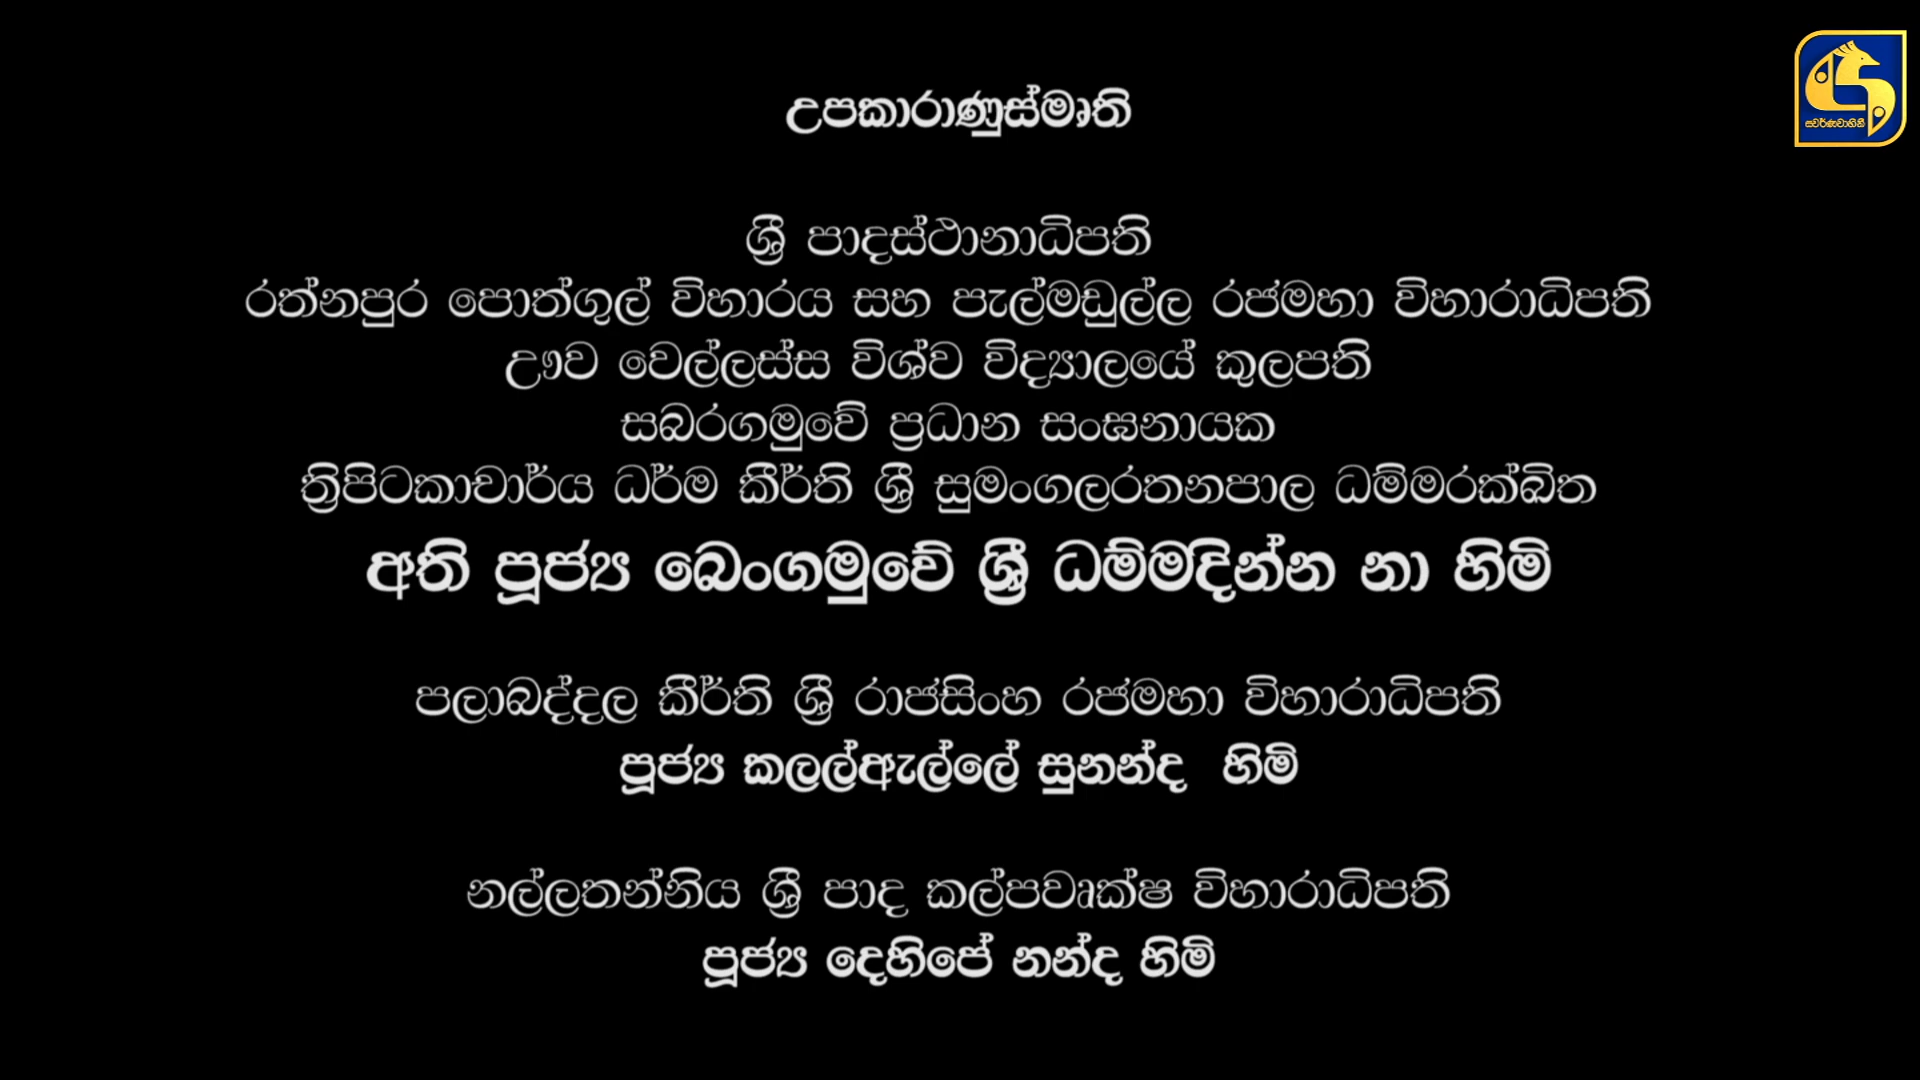 උපකාරාණුස්මෘති
ශ්‍රී පාදස්ථානාධිපති
රත්නපුර පොත්ගුල් විහාරය සහ පැල්මඩුල්ල රජමහා විහාරාධිපති
ඌව වෙල්ලස්ස විශ්ව විද්‍යාලයේ කුලපති
සබරගමුවේ ප්‍රධාන සංඝනායක
ත්‍රිපිටකාචාර්ය ධර්ම කීර්ති ශ්‍රී සුමංගලරතනපාල ධම්මරක්ඛිත
අති පූජ්‍ය බෙංගමුවේ ශ්‍රී ධම්මදින්න නා හිමි
පලාබද්දල කීර්ති ශ්‍රී රාජසිංහ රජමහා විහාරාධිපති
පූජ්‍ය කලල්ඇල්ලේ සුනන්ද හිමි
නල්ලතන්නිය ශ්‍රී පාද කල්පවෘක්ෂ විහාරාධිපති
පූජ්‍ය දෙහිපේ නන්ද හිමි
ස්වර්ණවාහිනී